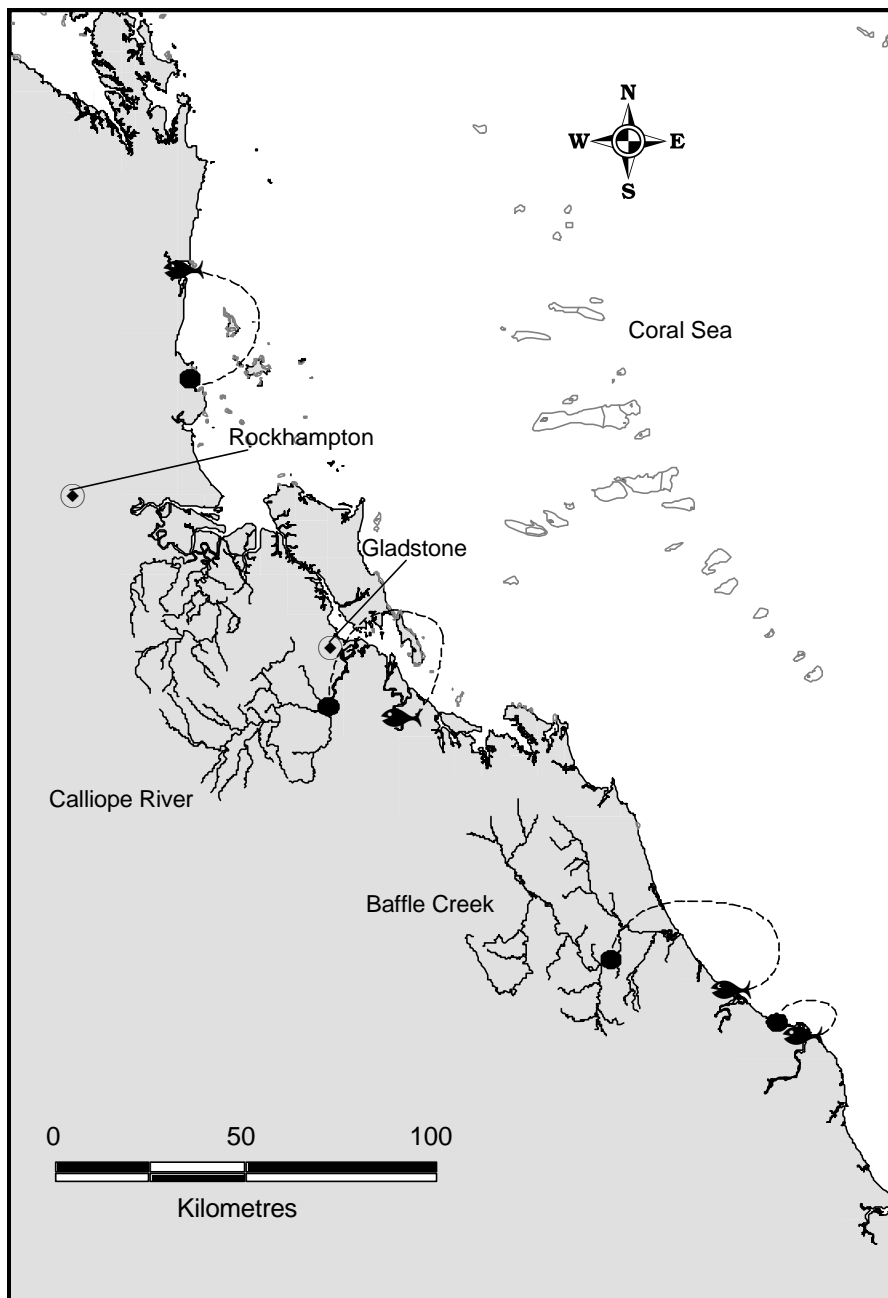 N
W E
S
Coral Sea
Rockhampton
Gladstone
Calliope River
Baffle Creek
0 50 100
Kilometres